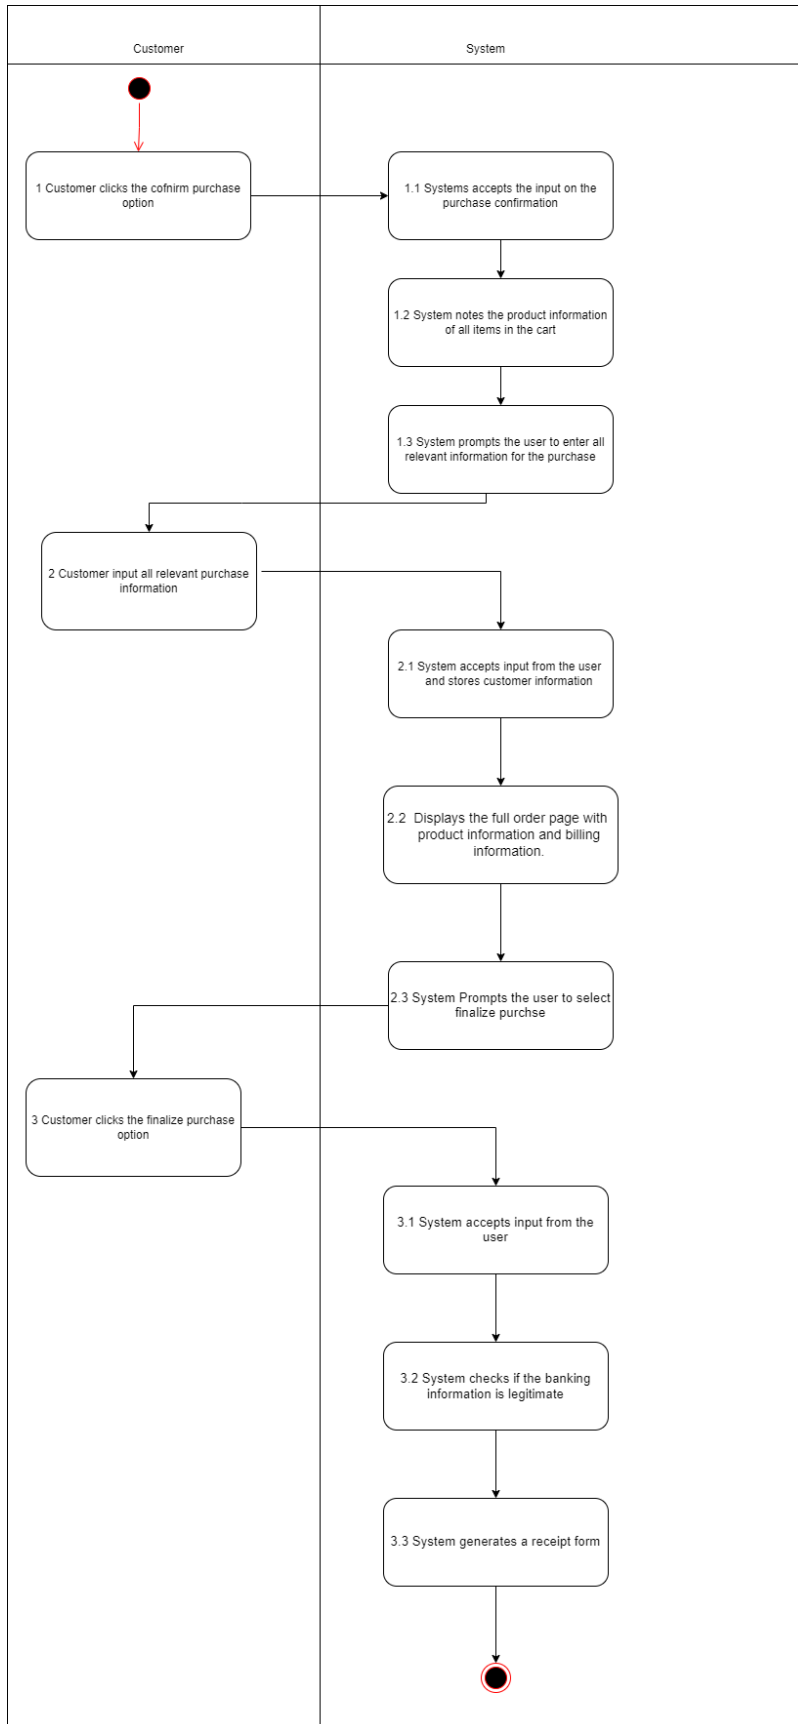 Customer
System
1 Customer clicks the cofnirm purchase
option
1.1 Systems accepts the input on the
purchase confirmation
1.2 System notes the product information
of all items in the cart
1.3 System prompts the user to enter all
relevant information for the purchase
2 Customer input all relevant purchase
information
2.1 System accepts input from the user
and stores customer information
2.2 Displays the full order page with
product information and billing
information.
2.3 System Prompts the user to select
finalize purchse
3 Customer clicks the finalize purchase
option
3.1 System accepts input from the
user
3.2 System checks if the banking
information is legitimate
3.3 System generates a receipt form